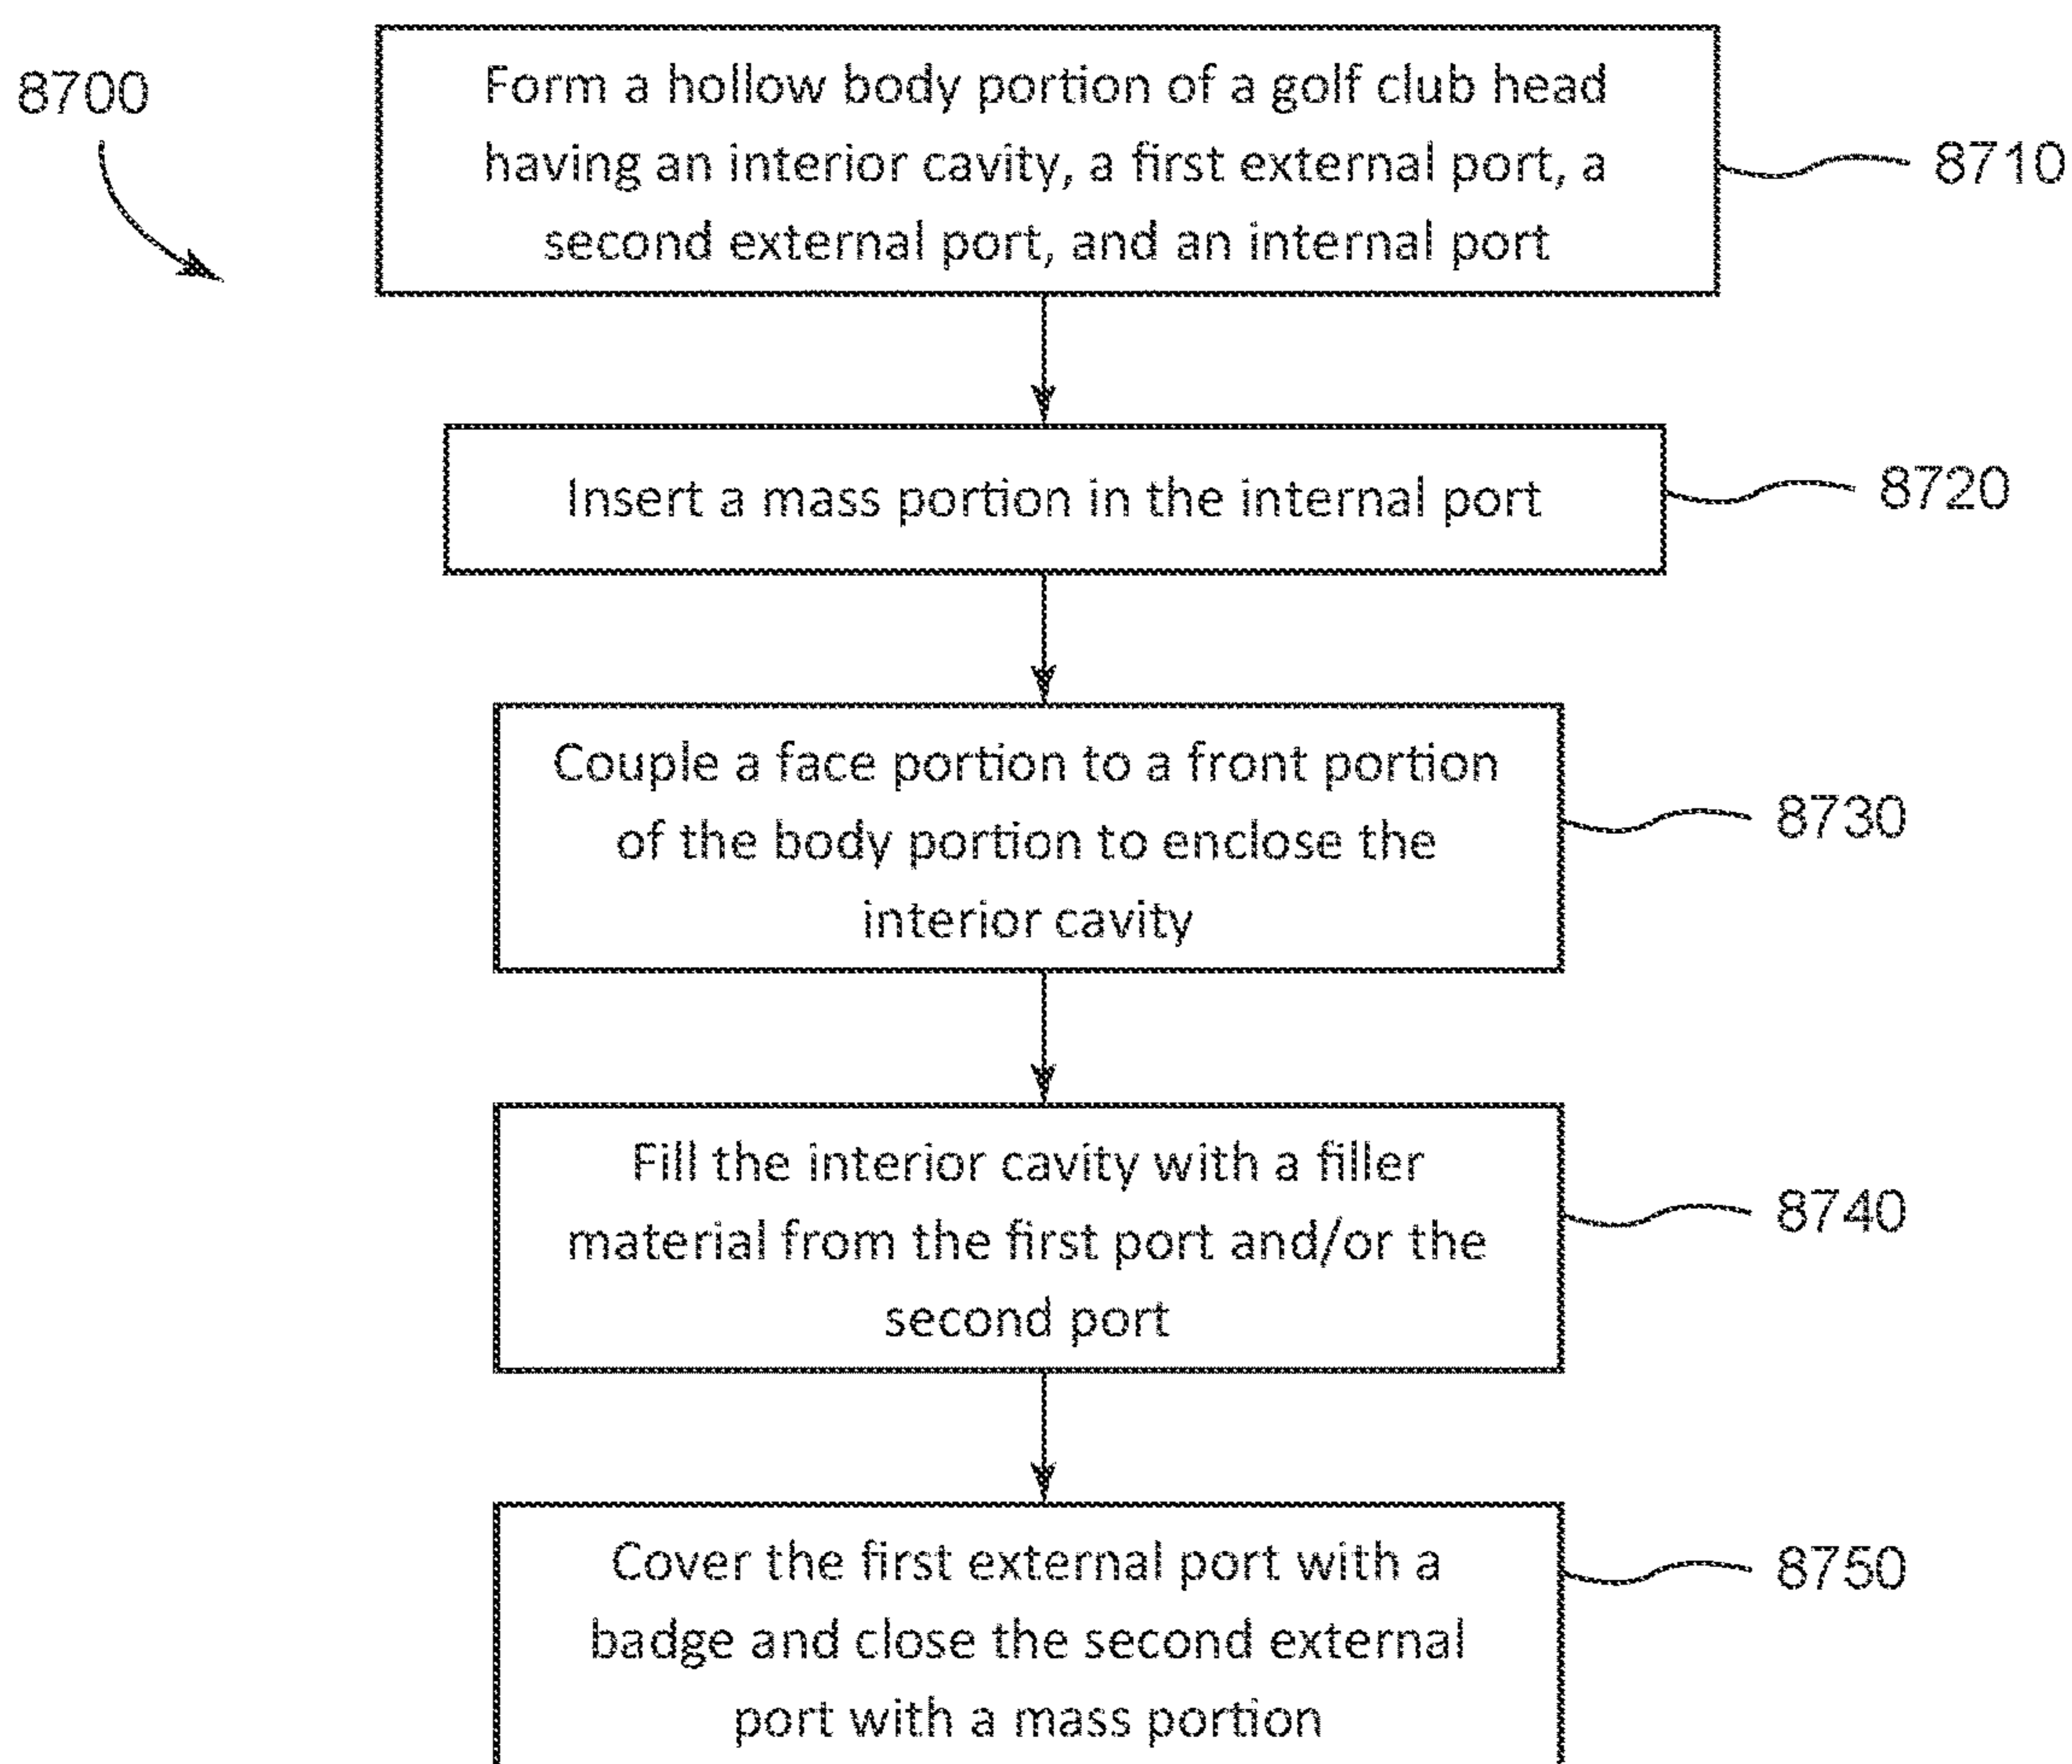 8700
Form a hollow body portion of a golf club head
having an interior cavity, a first external port, a
second external port, and an internal port
8710
Insert a mass portion in the internal port
8720
Couple a face portion to a front portion
of the body portion to enclose the
interior cavity
8730
Fill the interior cavity with a filler
material from the first port and/or the
second port
8740
Cover the first external port with a
badge and close the second external
port with a mass portion
8750